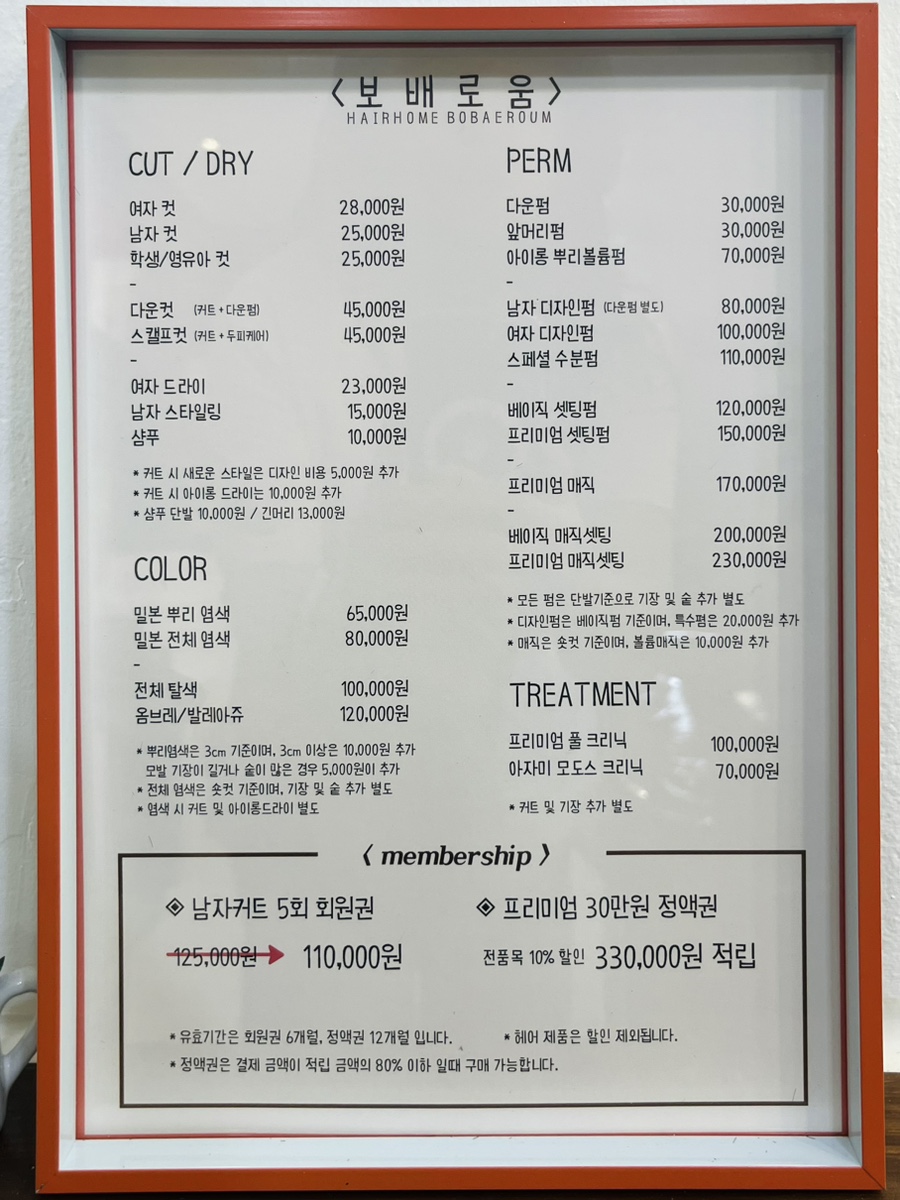 〈보배로움〉
HAIRHOME BOBAEROUM
CUT / DRY
여자 컷 28,000원
남자 컷 25,000원
학생/영유아 컷 25,000원
-
다운컷 (커트+다운펌) 45,000원
스캘프컷 (커트+두피케어) 45,000원
-
여자 드라이 23,000원
남자 스타일링 15,000원
샴푸 10,000원
* 커트 시 새로운 스타일은 디자인 비용 5,000원 추가
* 커트 시 아이롱 드라이는 10,000원 추가
* 샴푸 단발 10,000원 / 긴머리 13,000원
COLOR
밀본 뿌리 염색 65,000원
밀본 전체 염색 80,000원
-
전체 탈색 100,000원
옴브레/발레아쥬 120,000원
* 뿌리염색은 3cm 기준이며, 3cm 이상은 10,000원 추가
모발 기장이 길거나 숱이 많은 경우 5,000원이 추가
* 전체 염색은 숏컷 기준이며, 기장 및 숱 추가 별도
* 염색 시 커트 및 아이롱드라이 별도
PERM
다운펌 30,000원
앞머리펌 30,000원
아이롱 뿌리볼륨펌 70,000원
-
남자 디자인펌 (다운펌 별도) 80,000원
여자 디자인펌 100,000원
스페셜 수분펌 110,000원
-
베이직 셋팅펌 120,000원
프리미엄 셋팅펌 150,000원
-
프리미엄 매직 170,000원
-
베이직 매직셋팅 200,000원
프리미엄 매직셋팅 230,000원
* 모든 펌은 단발기준으로 기장 및 숱 추가 별도
* 디자인펌은 베이직펌 기준이며, 특수폄은 20,000원 추가
* 매직은 숏컷 기준이며, 볼륨매직은 10,000원 추가
TREATMENT
프리미엄 풀 크리닉 100,000원
아쟈미 모도스 크리닉 70,000원
* 커트 및 기장 추가 별도
〈 membership 〉
◈ 남자커트 5회 회원권
125,000원 → 110,000원
◈ 프리미엄 30만원 정액권
전품목 10% 할인 330,000원 적립
* 유효기간은 회원권 6개월, 정액권 12개월 입니다.
* 헤어 제품은 할인 제외됩니다.
* 정액권은 결제 금액이 적립 금액의 80% 이하 일때 구매 가능합니다.